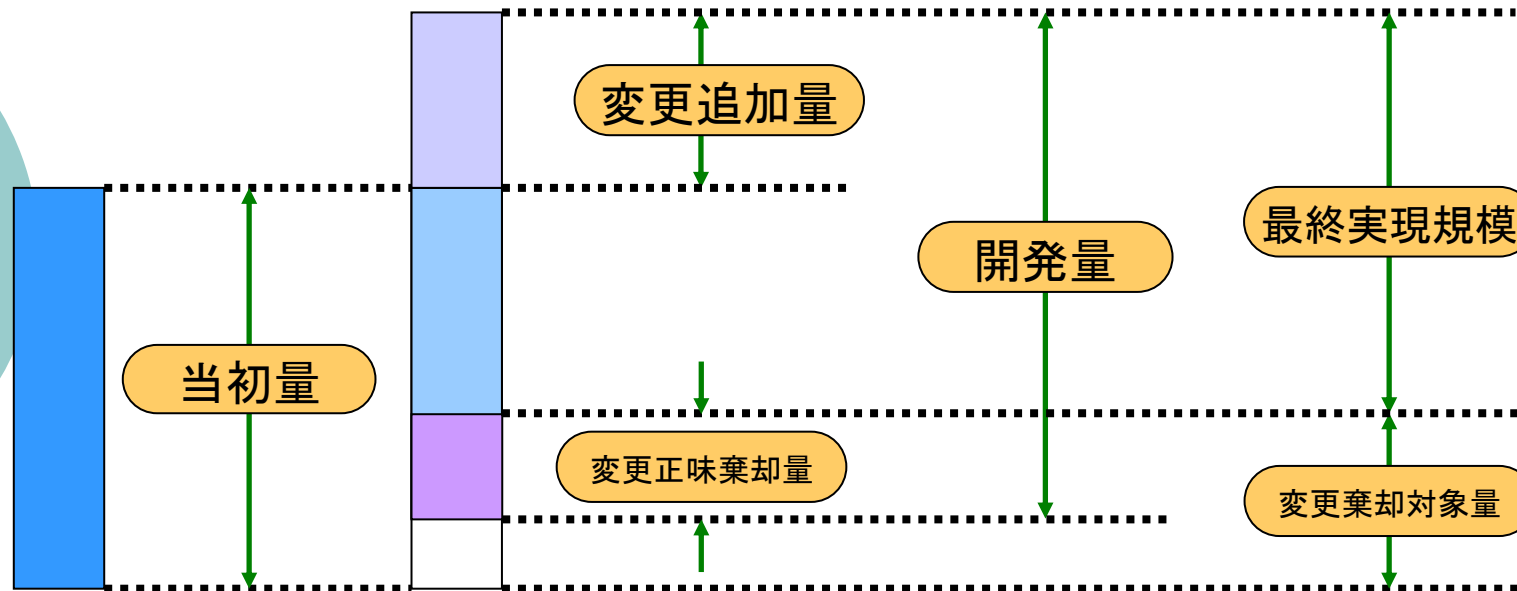 変更追加量
最終実現規模
開発量
当初量
変更正味棄却量
変更棄却対象量